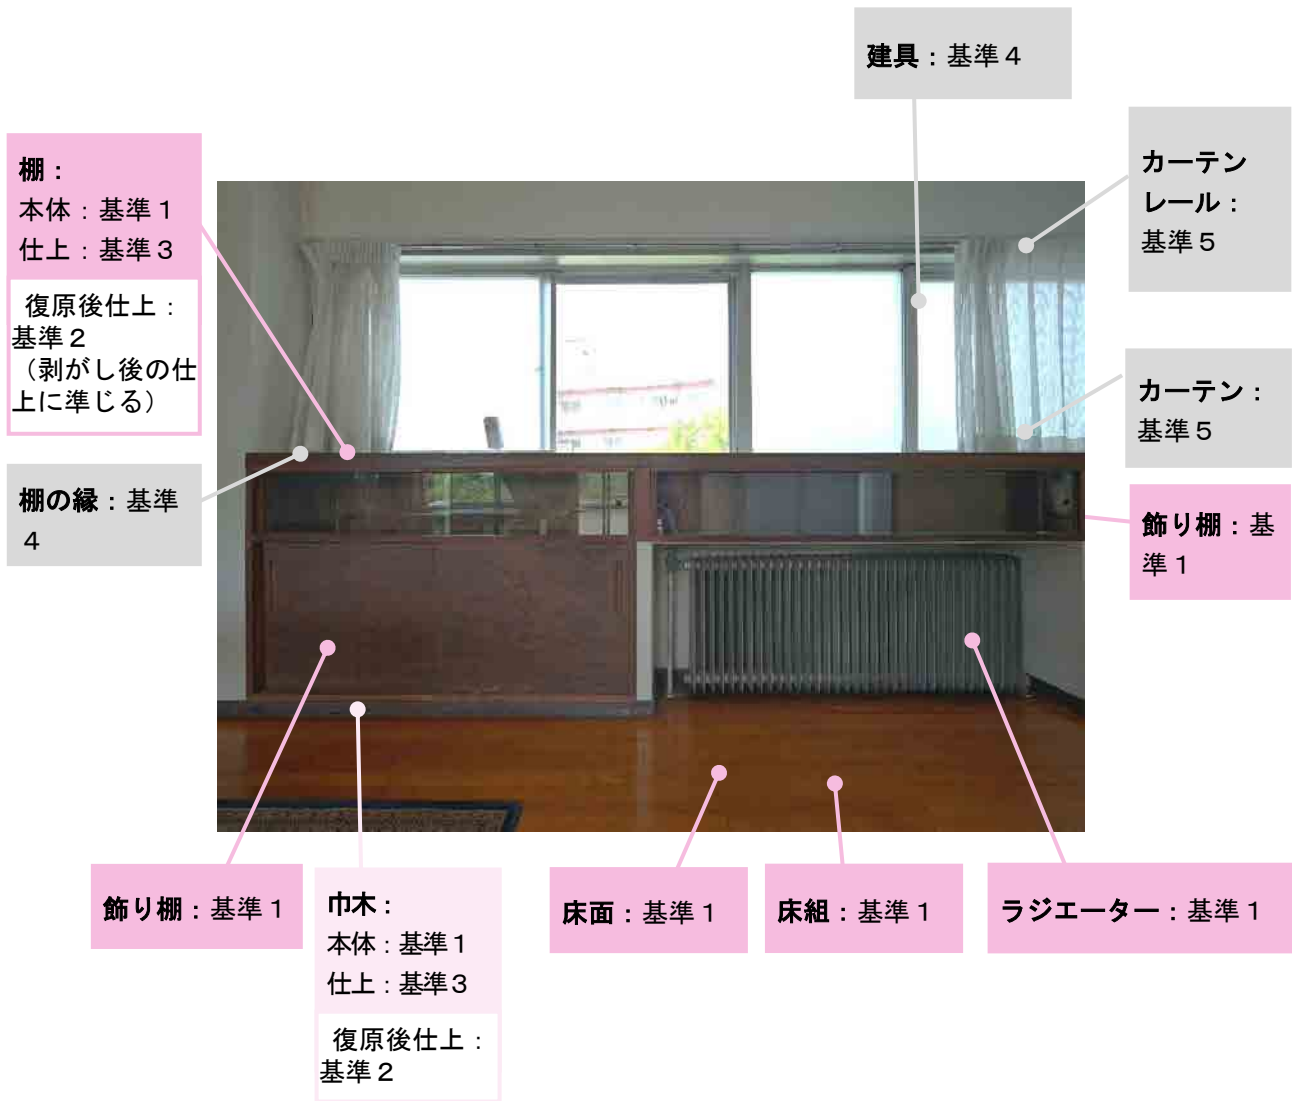 建具：基準４
カーテン
レール：
基準５
棚：
本体：基準１
仕上：基準３
復原後仕上：
基準２
（剥がし後の仕
上に準じる）
カーテン：
基準５
棚の縁：基準
４
飾り棚：基
準１
飾り棚：基準１
巾木：
本体：基準１
仕上：基準３
復原後仕上：
基準２
床面：基準１
床組：基準１
ラジエーター：基準１